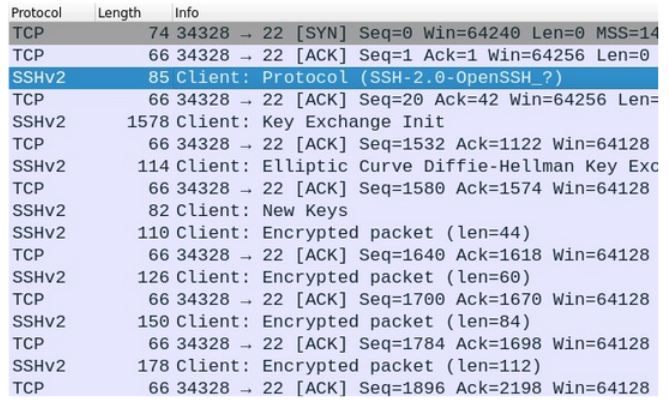 Protocol Length Info
TCP 74 34328 → 22 [SYN] Seq=0 Win=64240 Len=0 MSS=14
TCP 66 34328 → 22 [ACK] Seq=1 Ack=1 Win=64256 Len=0
SSHv2 85 Client: Protocol (SSH-2.0-OpenSSH_?)
TCP 66 34328 → 22 [ACK] Seq=20 Ack=42 Win=64256 Len=
SSHv2 1578 Client: Key Exchange Init
TCP 66 34328 → 22 [ACK] Seq=1532 Ack=1122 Win=64128
SSHv2 114 Client: Elliptic Curve Diffie-Hellman Key Exc
TCP 66 34328 → 22 [ACK] Seq=1580 Ack=1574 Win=64128
SSHv2 82 Client: New Keys
SSHv2 110 Client: Encrypted packet (len=44)
TCP 66 34328 → 22 [ACK] Seq=1640 Ack=1618 Win=64128
SSHv2 126 Client: Encrypted packet (len=60)
TCP 66 34328 → 22 [ACK] Seq=1700 Ack=1670 Win=64128
SSHv2 150 Client: Encrypted packet (len=84)
TCP 66 34328 → 22 [ACK] Seq=1784 Ack=1698 Win=64128
SSHv2 178 Client: Encrypted packet (len=112)
TCP 66 34328 → 22 [ACK] Seq=1896 Ack=2198 Win=64128